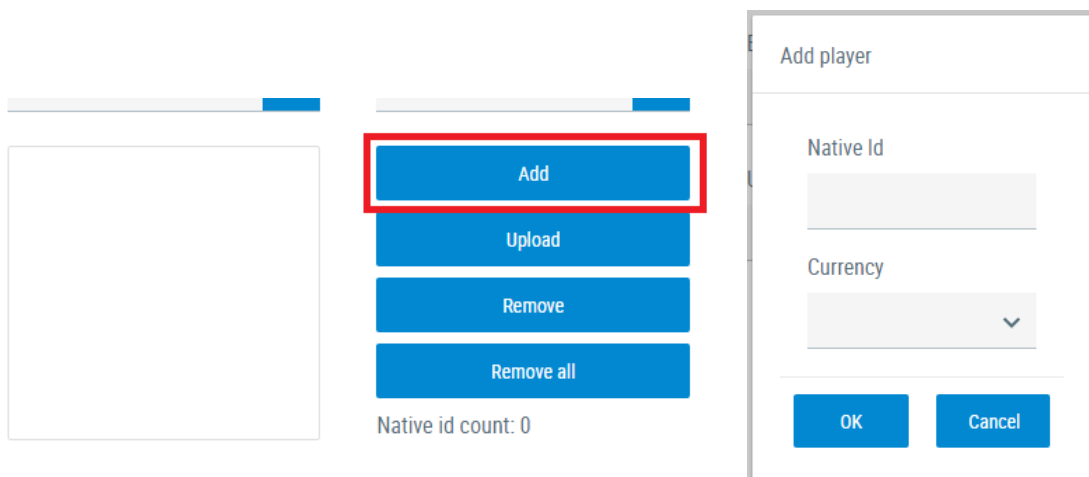 Add
Upload
Remove
Remove all
Native id count: 0
Add player
Native Id
Currency
OK
Cancel